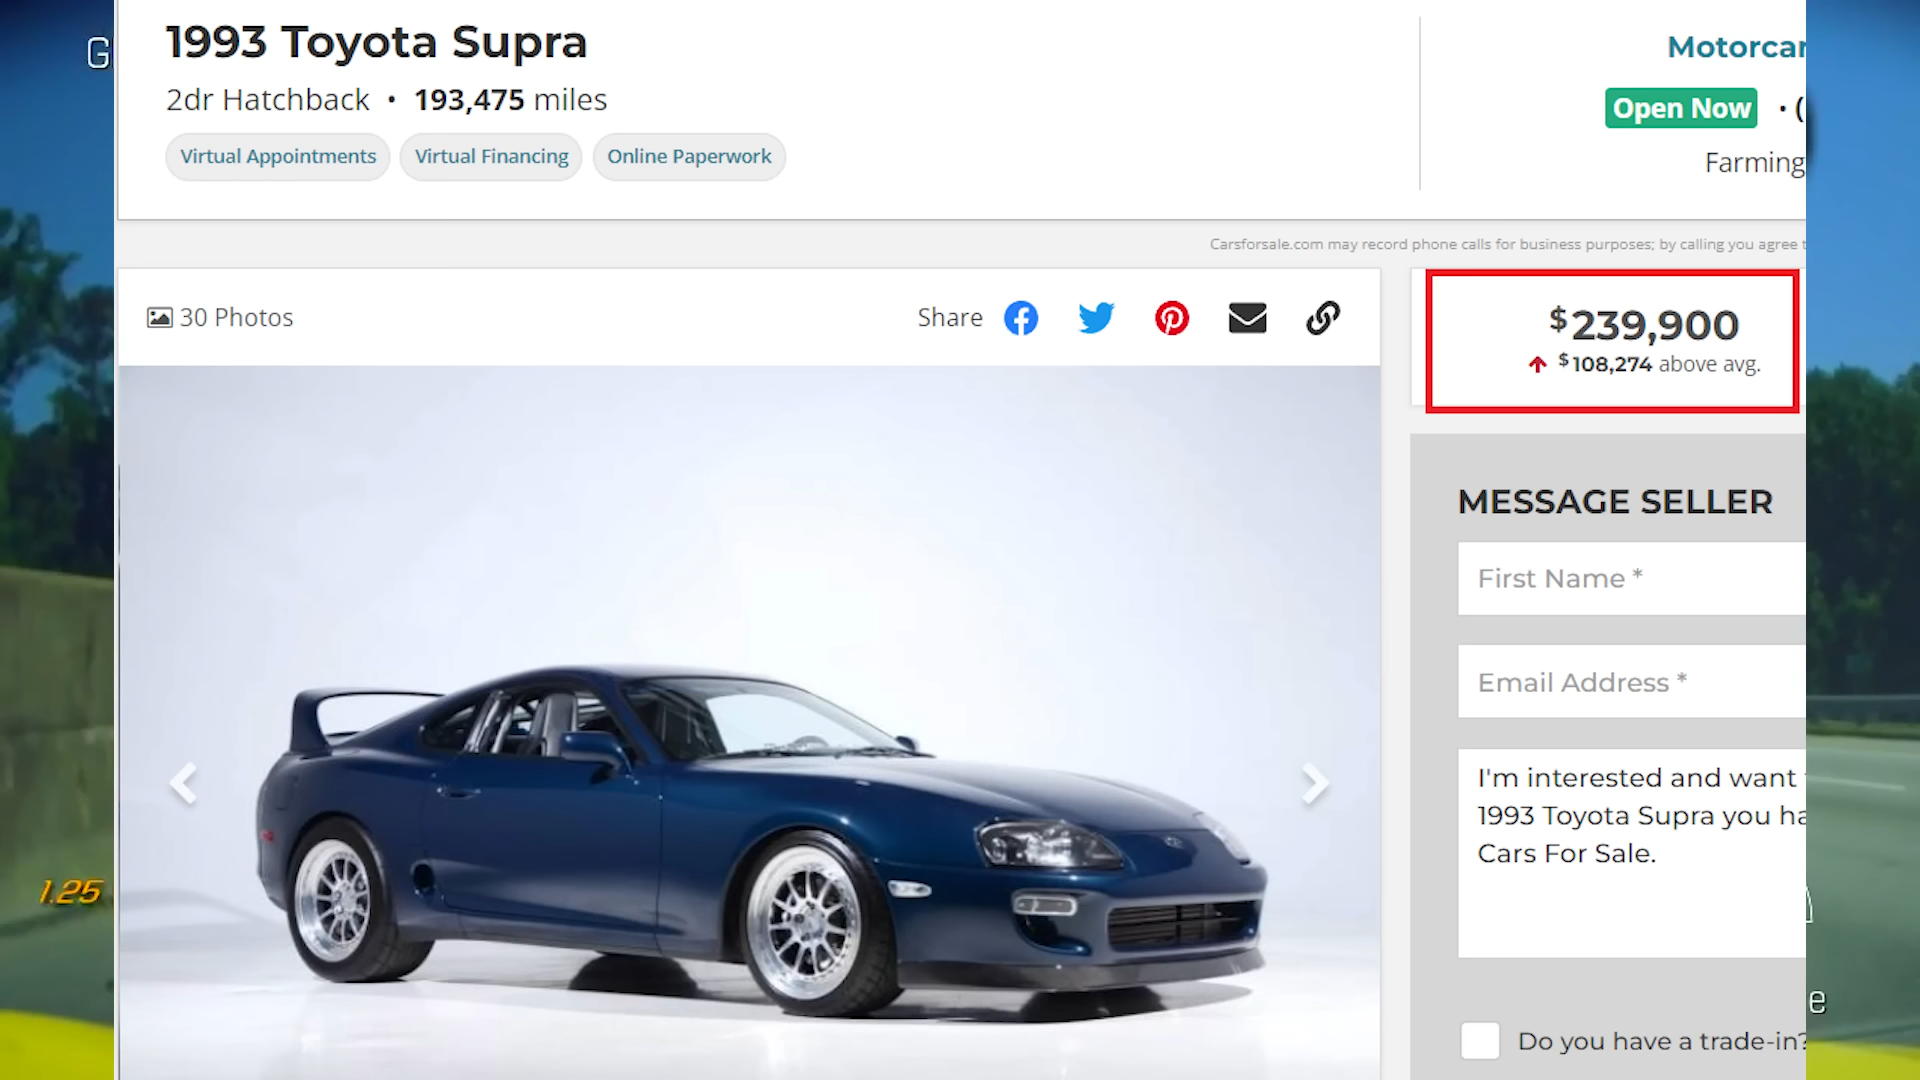 1993 Toyota Supra
2dr Hatchback • 193,475 miles
Virtual Appointments
Virtual Financing
Online Paperwork
Motorcar
Open Now • (
Farming
Carsforsale.com may record phone calls for business purposes; by calling you agree t
30 Photos
Share
$239,900
$108,274 above avg.
MESSAGE SELLER
First Name *
Email Address *
I'm interested and want
1993 Toyota Supra you ha
Cars For Sale.
Do you have a trade-in?
G
1.25
e